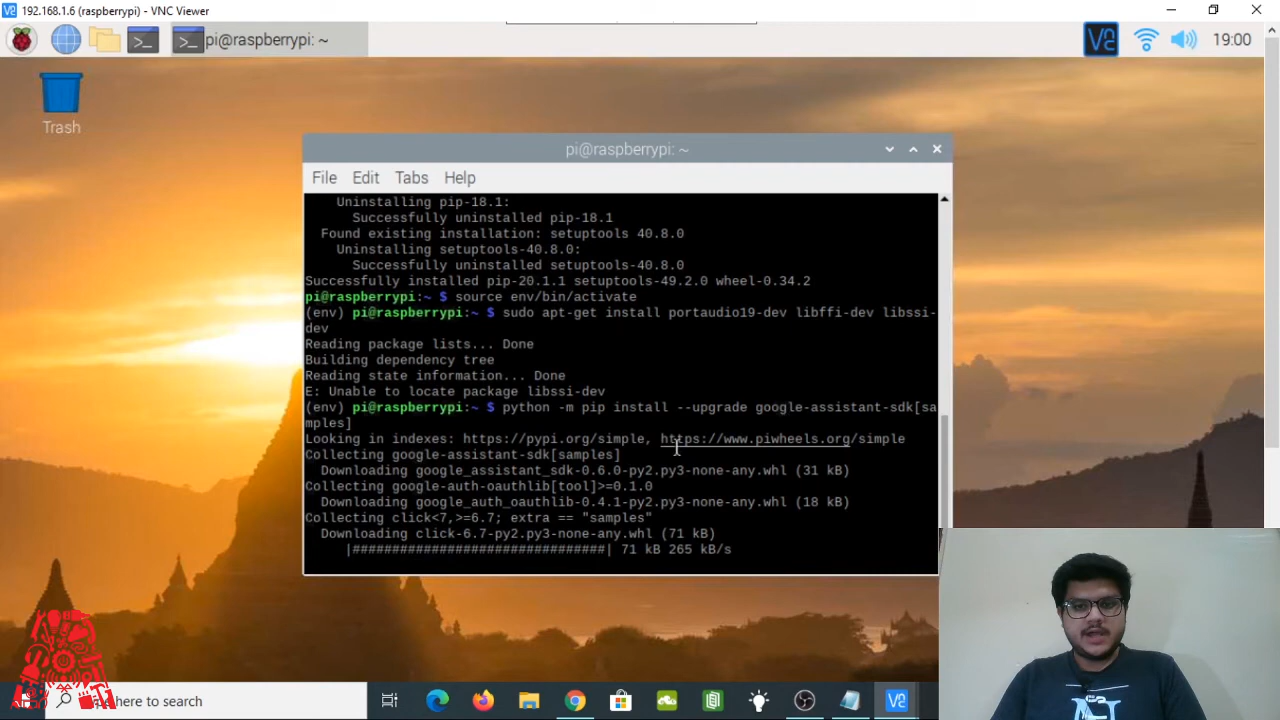 192.168.1.6 (raspberrypi) - VNC Viewer
pi@raspberrypi: ~
19:00
Trash
pi@raspberrypi: ~
File Edit Tabs Help
Uninstalling pip-18.1:
Successfully uninstalled pip-18.1
Found existing installation: setuptools 40.8.0
Uninstalling setuptools-40.8.0:
Successfully uninstalled setuptools-40.8.0
Successfully installed pip-20.1.1 setuptools-49.2.0 wheel-0.34.2
pi@raspberrypi:~ $ source env/bin/activate
(env) pi@raspberrypi:~ $ sudo apt-get install portaudio19-dev libffi-dev libssi-
dev
Reading package lists... Done
Building dependency tree
Reading state information... Done
E: Unable to locate package libssi-dev
(env) pi@raspberrypi:~ $ python -m pip install --upgrade google-assistant-sdk[sa
mples]
Looking in indexes: https://pypi.org/simple, https://www.piwheels.org/simple
Collecting google-assistant-sdk[samples]
Downloading google_assistant_sdk-0.6.0-py2.py3-none-any.whl (31 kB)
Collecting google-auth-oauthlib[tool]>=0.1.0
Downloading google_auth_oauthlib-0.4.1-py2.py3-none-any.whl (18 kB)
Collecting click<7,>=6.7; extra == "samples"
Downloading click-6.7-py2.py3-none-any.whl (71 kB)
|################################| 71 kB 265 kB/s
here to search